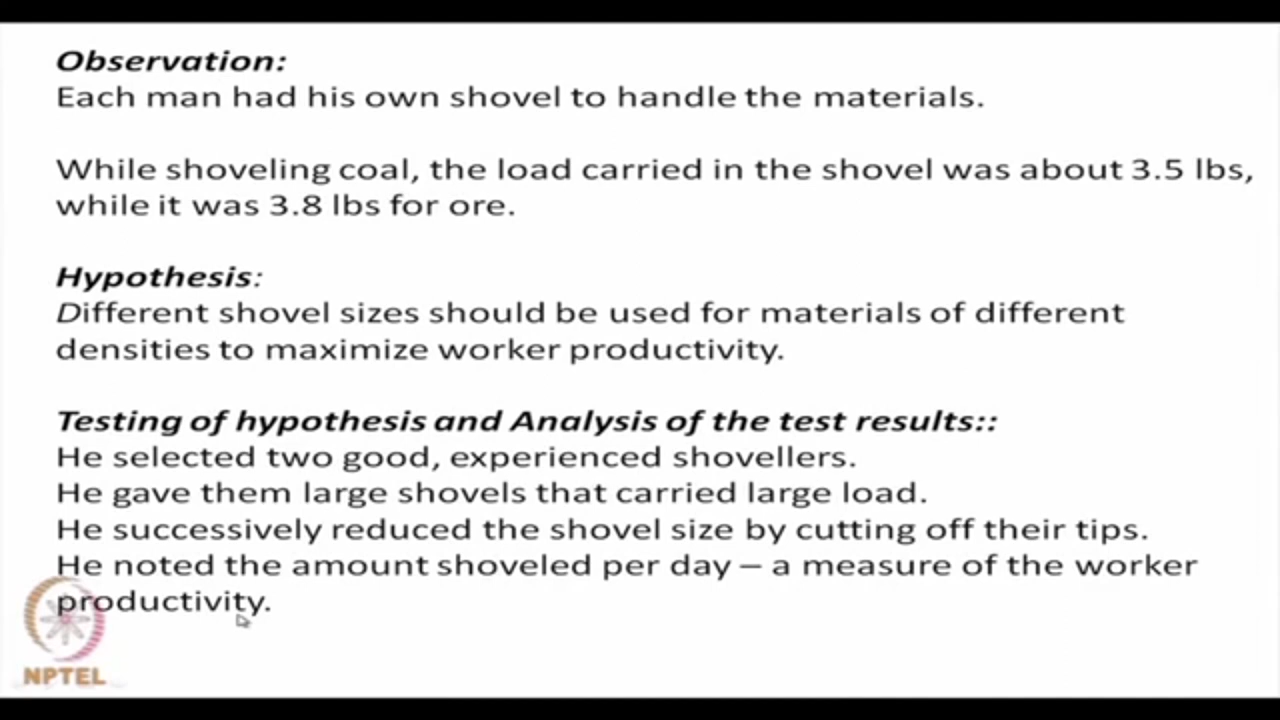 Observation:
Each man had his own shovel to handle the materials.
While shoveling coal, the load carried in the shovel was about 3.5 lbs,
while it was 3.8 lbs for ore.
Hypothesis:
Different shovel sizes should be used for materials of different
densities to maximize worker productivity.
Testing of hypothesis and Analysis of the test results::
He selected two good, experienced shovellers.
He gave them large shovels that carried large load.
He successively reduced the shovel size by cutting off their tips.
He noted the amount shoveled per day – a measure of the worker
productivity.
NPTEL